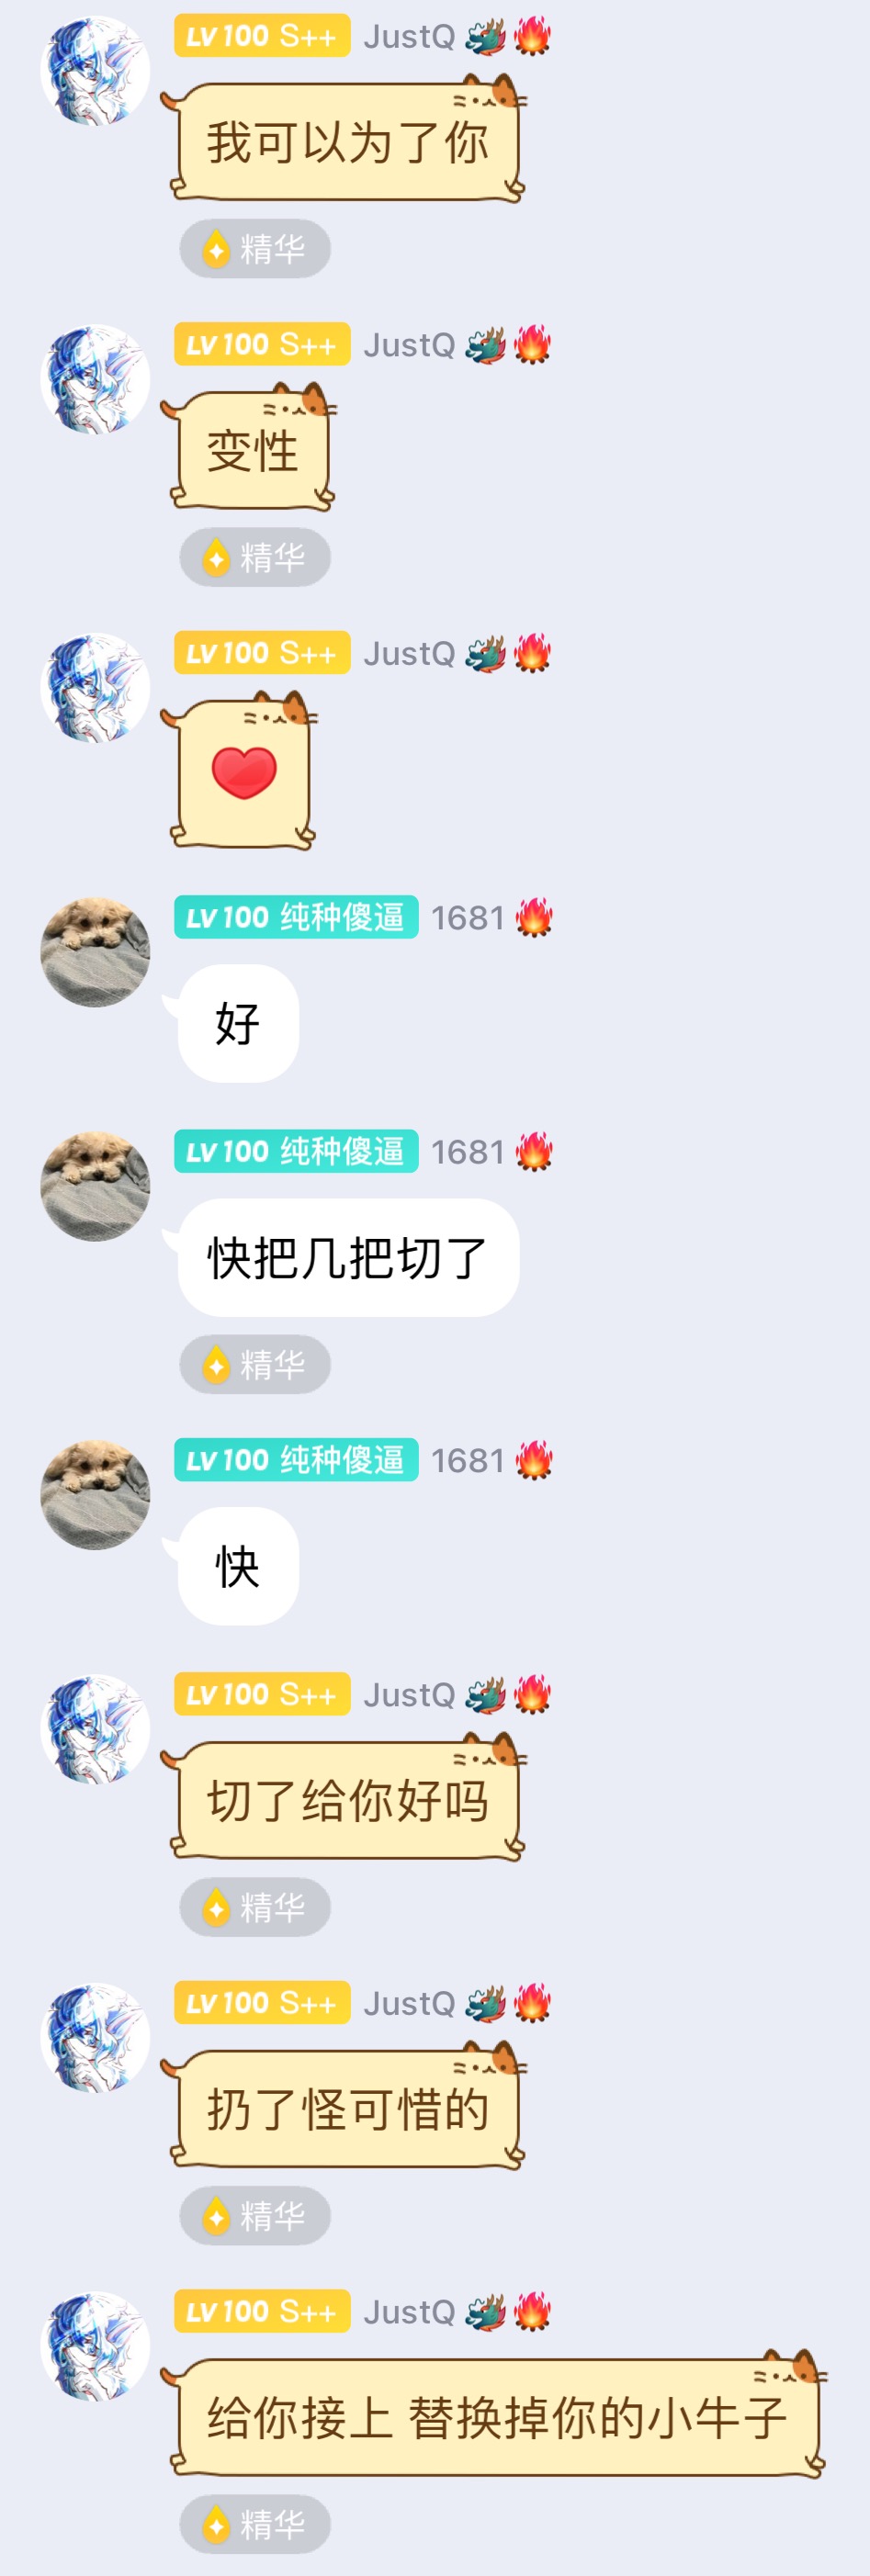 LV 100 S++ JustQ
我可以为了你
精华
LV 100 S++ JustQ
变性
精华
LV 100 S++ JustQ
LV 100 纯种傻逼 1681
好
LV 100 纯种傻逼 1681
快把几把切了
精华
LV 100 纯种傻逼 1681
快
LV 100 S++ JustQ
切了给你好吗
精华
LV 100 S++ JustQ
扔了怪可惜的
精华
LV 100 S++ JustQ
给你接上 替换掉你的小牛子
精华